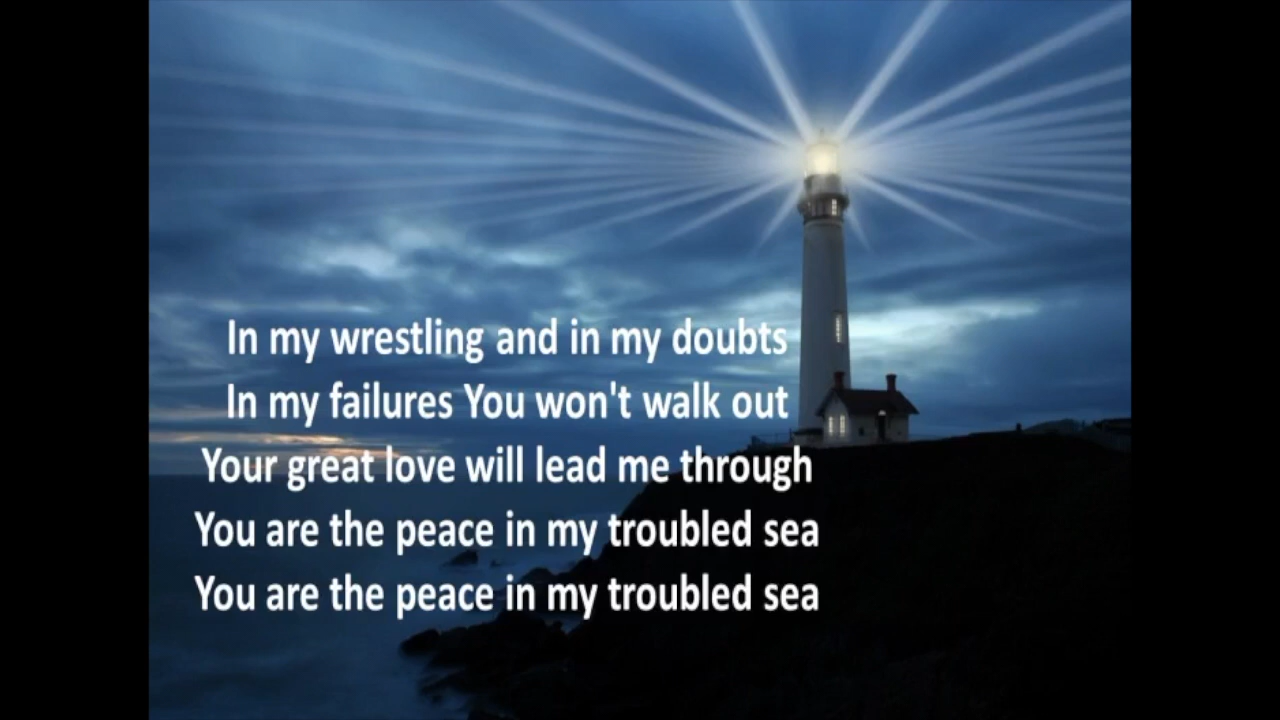 In my wrestling and in my doubts
In my failures You won't walk out
Your great love will lead me through
You are the peace in my troubled sea
You are the peace in my troubled sea